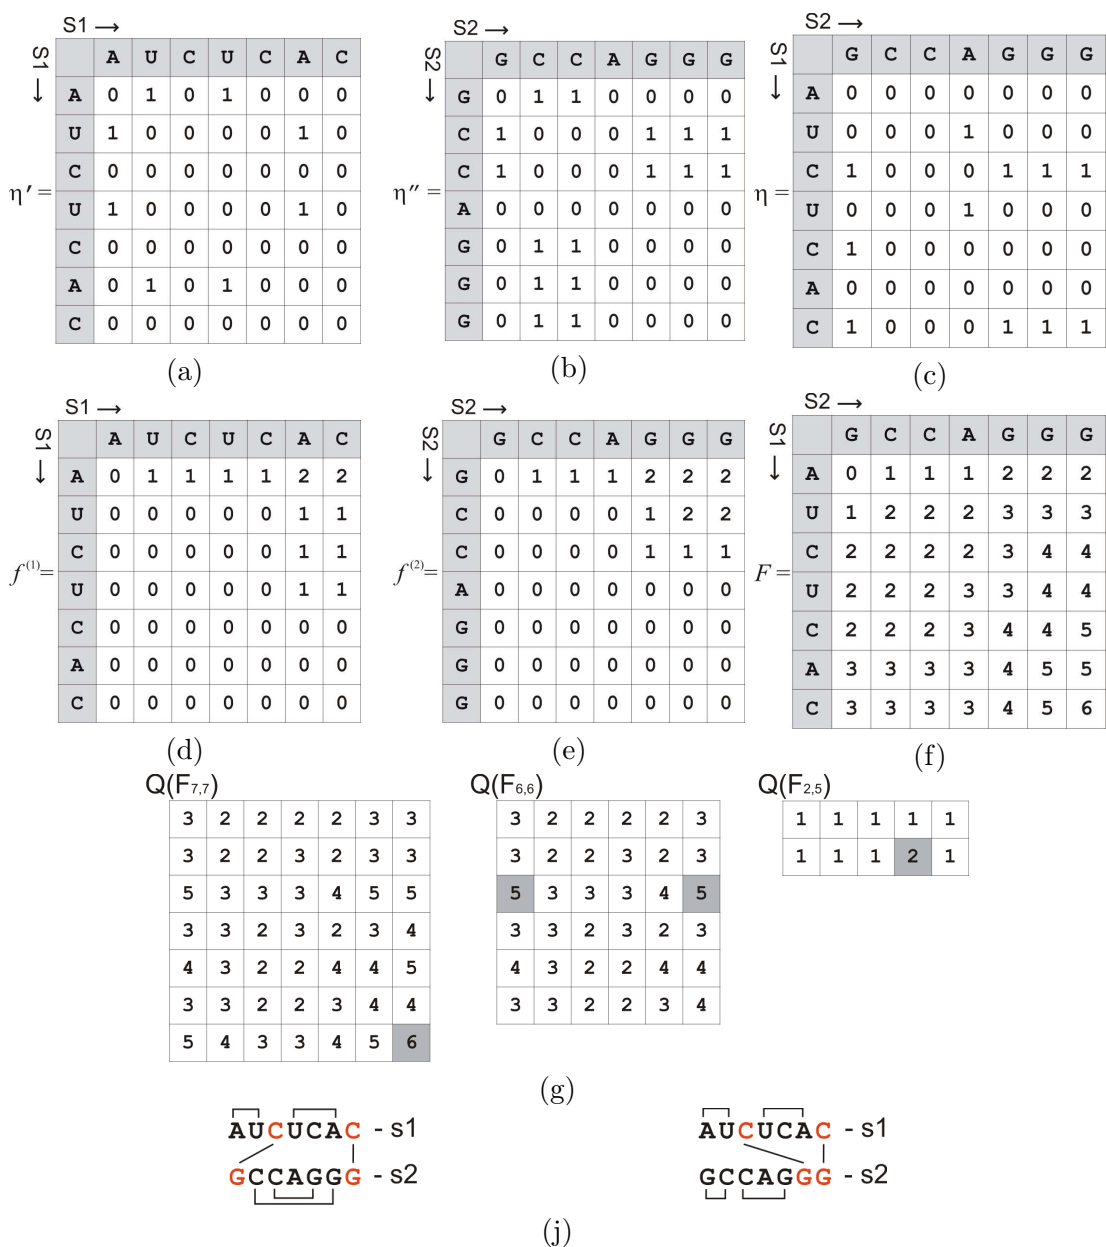 S1 → S2 → S2 →
S1 → A U C U C A C S2 → G C C A G G G S1 → G C C A G G G
A 0 1 0 1 0 0 0 G 0 1 1 0 0 0 0 A 0 0 0 0 0 0 0
U 1 0 0 0 0 1 0 C 1 0 0 0 1 1 1 U 0 0 0 1 0 0 0
C 0 0 0 0 0 0 0 C 1 0 0 0 1 1 1 C 1 0 0 0 1 1 1
η′= U 1 0 0 0 0 1 0 η″= A 0 0 0 0 0 0 0 η= U 0 0 0 1 0 0 0
C 0 0 0 0 0 0 0 G 0 1 1 0 0 0 0 C 1 0 0 0 0 0 0
A 0 1 0 1 0 0 0 G 0 1 1 0 0 0 0 A 0 0 0 0 0 0 0
C 0 0 0 0 0 0 0 G 0 1 1 0 0 0 0 C 1 0 0 0 1 1 1
(a) (b) (c)
S1 → S2 → S2 →
S1 → A U C U C A C S2 → G C C A G G G S1 → G C C A G G G
A 0 1 1 1 1 2 2 G 0 1 1 1 2 2 2 A 0 1 1 1 2 2 2
U 0 0 0 0 0 1 1 C 0 0 0 0 1 2 2 U 1 2 2 2 3 3 3
C 0 0 0 0 0 1 1 C 0 0 0 0 1 1 1 C 2 2 2 2 3 4 4
f⁽¹⁾= U 0 0 0 0 0 1 1 f⁽²⁾= A 0 0 0 0 0 0 0 F= U 2 2 2 3 3 4 4
C 0 0 0 0 0 0 0 G 0 0 0 0 0 0 0 C 2 2 2 3 4 4 5
A 0 0 0 0 0 0 0 G 0 0 0 0 0 0 0 A 3 3 3 3 4 5 5
C 0 0 0 0 0 0 0 G 0 0 0 0 0 0 0 C 3 3 3 3 4 5 6
(d) (e) (f)
Q(F7,7) Q(F6,6) Q(F2,5)
3 2 2 2 2 3 3 3 2 2 2 2 3 1 1 1 1 1
3 2 2 3 2 3 3 3 2 2 3 2 3 1 1 1 2 1
5 3 3 3 4 5 5 5 3 3 3 4 5
3 3 2 3 2 3 4 3 3 2 3 2 3
4 3 2 2 4 4 5 4 3 2 2 4 4
3 3 2 2 3 4 4 3 3 2 2 3 4
5 4 3 3 4 5 6
(g)
AUCUCAC - s1 AUCUCAC - s1
GCCAGGG - s2 GCCAGGG - s2
(j)